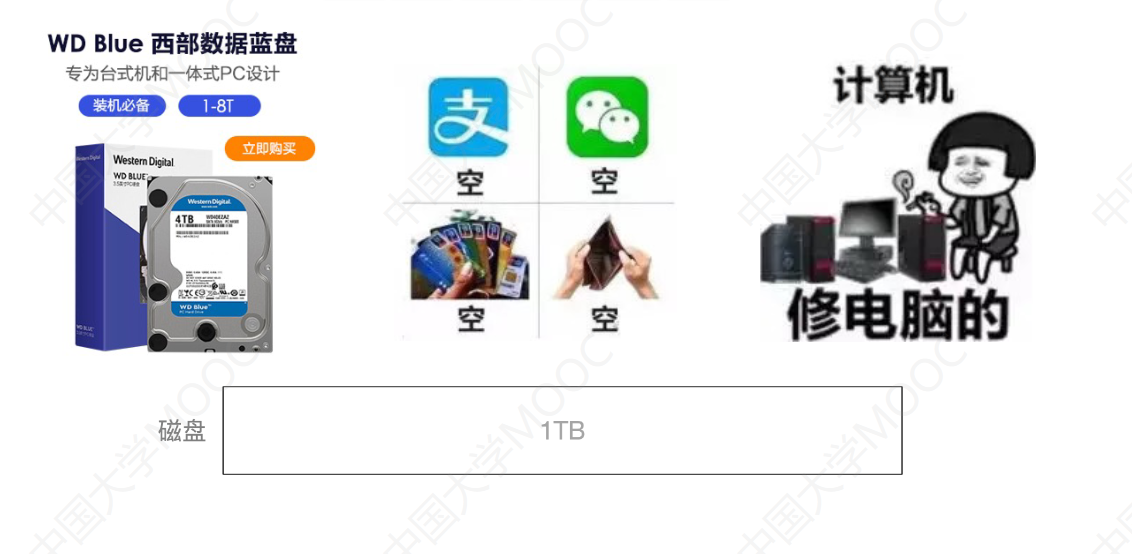 WD Blue 西部数据蓝盘
专为台式机和一体式PC设计
装机必备
1-8T
立即购买
Western Digital
Western Digital.
WD BLUE
Western Digital.
4TB
WD Blue
空
空
空
空
计算机
修电脑的
磁盘
1TB
中国大学MOOC